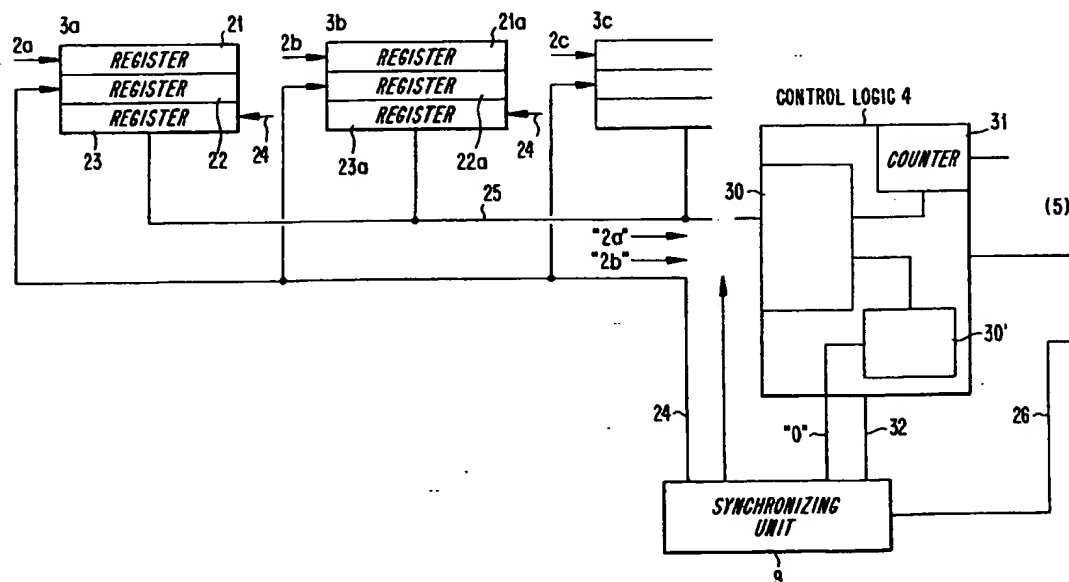 3a 21 3b 21a 3c
2a 2b 2c
REGISTER REGISTER
REGISTER REGISTER
REGISTER REGISTER
23 22 24 23a 22a 24
CONTROL LOGIC 4
31
COUNTER
30
25
(5)
"2a"
"2b"
30'
24 "0" 32 26
SYNCHRONIZING
UNIT
9